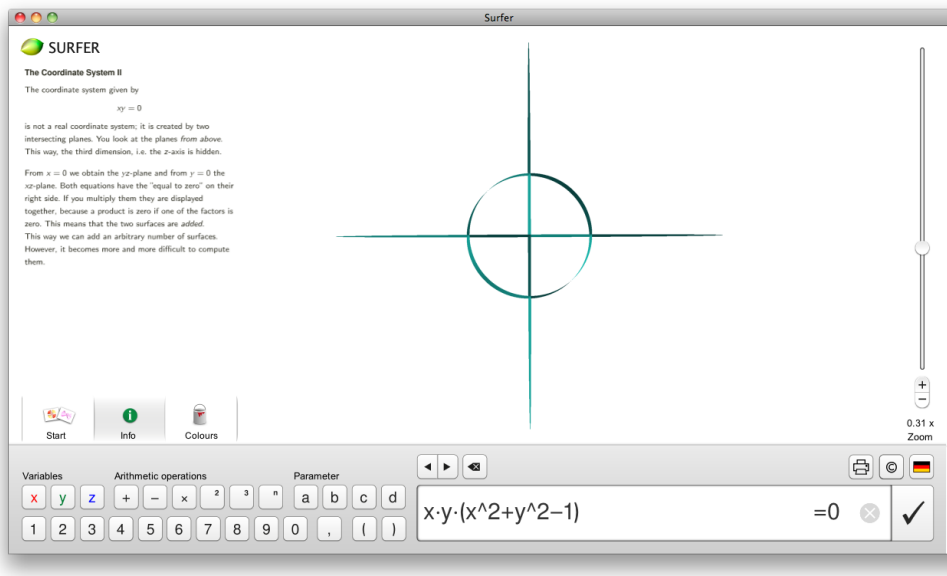 Surfer
SURFER
The Coordinate System II
The coordinate system given by
xy = 0
is not a real coordinate system; it is created by two
intersecting planes. You look at the planes from above.
This way, the third dimension, i.e. the z-axis is hidden.
From x = 0 we obtain the yz-plane and from y = 0 the
xz-plane. Both equations have the "equal to zero" on their
right side. If you multiply them they are displayed
together, because a product is zero if one of the factors is
zero. This means that the two surfaces are added.
This way we can add an arbitrary number of surfaces.
However, it becomes more and more difficult to compute
them.
+
−
0.31 x
Zoom
Start Info Colours
Variables Arithmetic operations Parameter
x y z + − × 2 3 n a b c d
1 2 3 4 5 6 7 8 9 0 , ( )
©
x·y·(x^2+y^2−1) =0